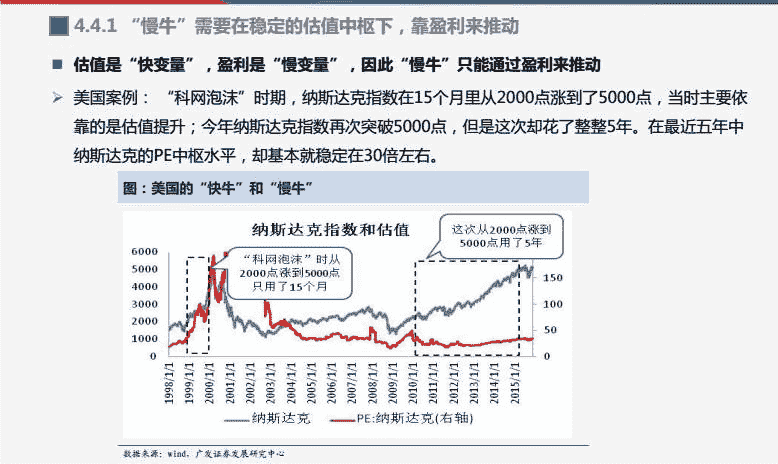 4.4.1 “慢牛”需要在稳定的估值中枢下，靠盈利来推动
估值是“快变量”，盈利是“慢变量”，因此“慢牛”只能通过盈利来推动
美国案例：“科网泡沫”时期，纳斯达克指数在15个月里从2000点涨到了5000点，当时主要依
靠的是估值提升；今年纳斯达克指数再次突破5000点，但是这次却花了整整5年。在最近五年中
纳斯达克的PE中枢水平，却基本就稳定在30倍左右。
图：美国的“快牛”和“慢牛”
纳斯达克指数和估值
这次从2000点涨到
5000点用了5年
“科网泡沫”时从
2000点涨到5000点
只用了15个月
6000
5000
4000
3000
2000
1000
0
150
100
50
0
1998/1/1
1999/1/1
2000/1/1
2001/1/1
2002/1/1
2003/1/1
2004/1/1
2005/1/1
2006/1/1
2007/1/1
2008/1/1
2009/1/1
2010/1/1
2011/1/1
2012/1/1
2013/1/1
2014/1/1
2015/1/1
纳斯达克
PE:纳斯达克(右轴)
数据来源：wind、广发证券发展研究中心